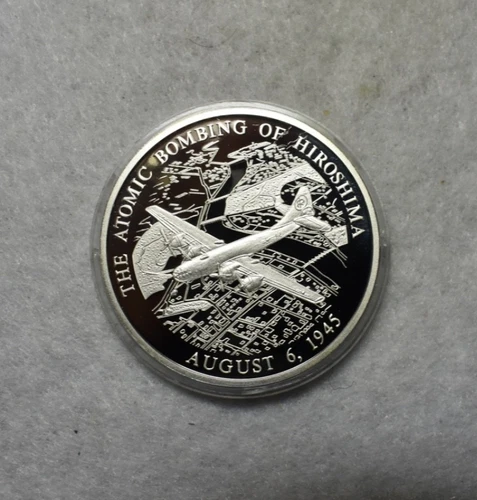 THE ATOMIC BOMBING OF HIROSHIMA
AUGUST 6, 1945